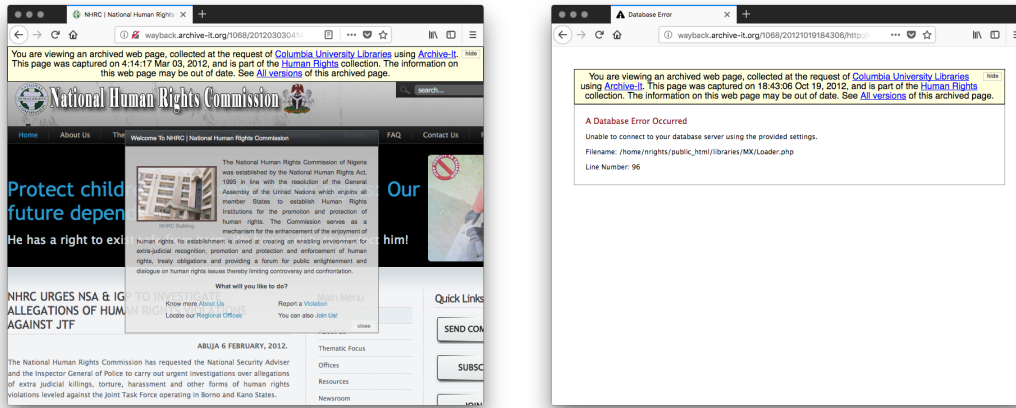 NHRC | National Human Rights
wayback.archive-it.org/1068/201203030414
You are viewing an archived web page, collected at the request of Columbia University Libraries using Archive-It.
hide
This page was captured on 4:14:17 Mar 03, 2012, and is part of the Human Rights collection. The information on
this web page may be out of date. See All versions of this archived page.
National Human Rights Commission
search...
Home
About Us
The
FAQ
Contact Us
Welcome To NHRC | National Human Rights Commission
The National Human Rights Commission of Nigeria
was established by the National Human Rights Act,
1995 in line with the resolution of the General
Assembly of the United Nations which enjoins all
member States to establish Human Rights
Institutions for the promotion and protection of
human rights. The Commission serves as a
mechanism for the enhancement of the enjoyment of
NHRC Building
human rights. Its establishment is aimed at creating an enabling environment for
extra-judicial recognition, promotion and protection and enforcement of human
rights, treaty obligations and providing a forum for public enlightenment and
dialogue on human rights issues thereby limiting controversy and confrontation.
What will you like to do?
Know more About Us
Report a Violation
Locate our Regional Offices
You can also Join Us!
close
Protect child
Our
future depen
He has a right to exist
him!
NHRC URGES NSA & IGP TO INVESTIGATE
ALLEGATIONS OF HUMAN RIGHTS VIOLATIONS
AGAINST JTF
ABUJA 6 FEBRUARY, 2012.
The National Human Rights Commission has requested the National Security Adviser
and the Inspector General of Police to carry out urgent investigations over allegations
of extra judicial killings, torture, harassment and other forms of human rights
violations leveled against the Joint Task Force operating in Borno and Kano States.
Main Menu
About Us
Thematic Focus
Offices
Resources
Newsroom
Quick Links
SEND COM
SUBSC
JOIN
Database Error
wayback.archive-it.org/1068/20121019184306/http:/
You are viewing an archived web page, collected at the request of Columbia University Libraries
hide
using Archive-It. This page was captured on 18:43:06 Oct 19, 2012, and is part of the Human Rights
collection. The information on this web page may be out of date. See All versions of this archived page.
A Database Error Occurred
Unable to connect to your database server using the provided settings.
Filename: /home/nrights/public_html/libraries/MX/Loader.php
Line Number: 96